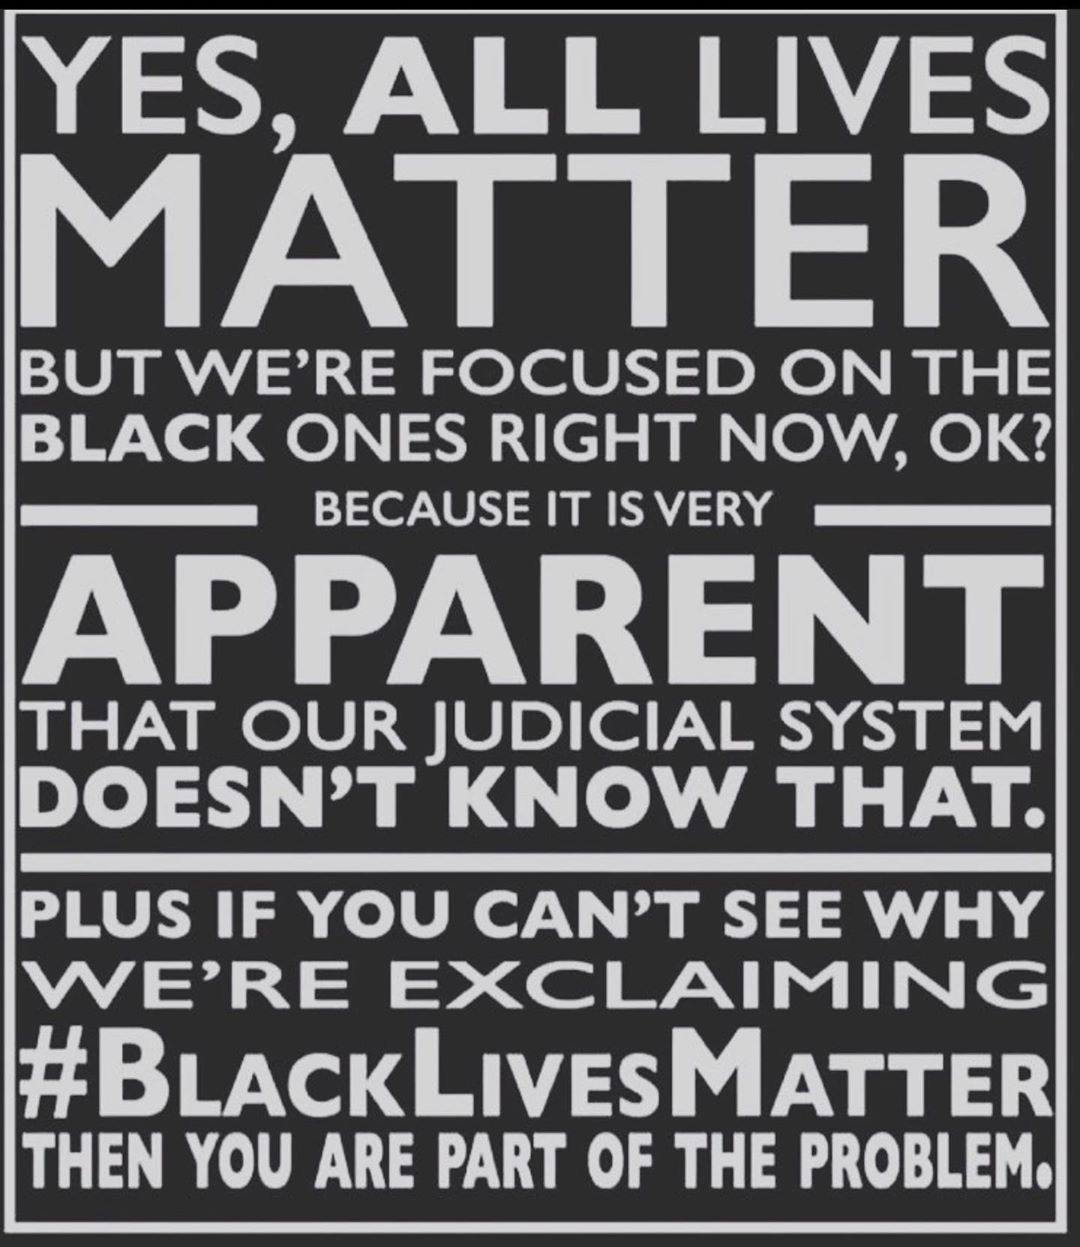 YES, ALL LIVES
MATTER
BUT WE'RE FOCUSED ON THE
BLACK ONES RIGHT NOW, OK?
BECAUSE IT IS VERY
APPARENT
THAT OUR JUDICIAL SYSTEM
DOESN'T KNOW THAT.
PLUS IF YOU CAN'T SEE WHY
WE'RE EXCLAIMING
#BLACKLIVESMATTER
THEN YOU ARE PART OF THE PROBLEM.